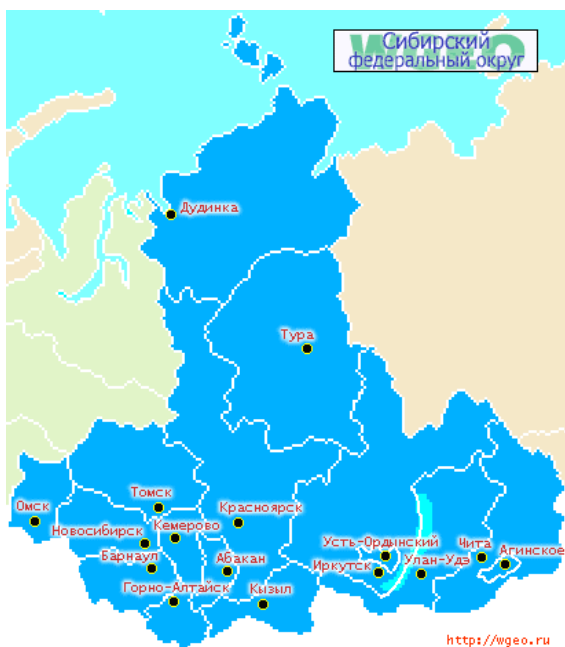 WGEO
Сибирский
федеральный округ
Дудинка
Тура
Томск
Омск
Красноярск
Новосибирск
Кемерово
Усть-Ордынский
Чита
Агинское
Барнаул
Абакан
Иркутск
Улан-Удэ
Горно-Алтайск
Кызыл
http://wgeo.ru